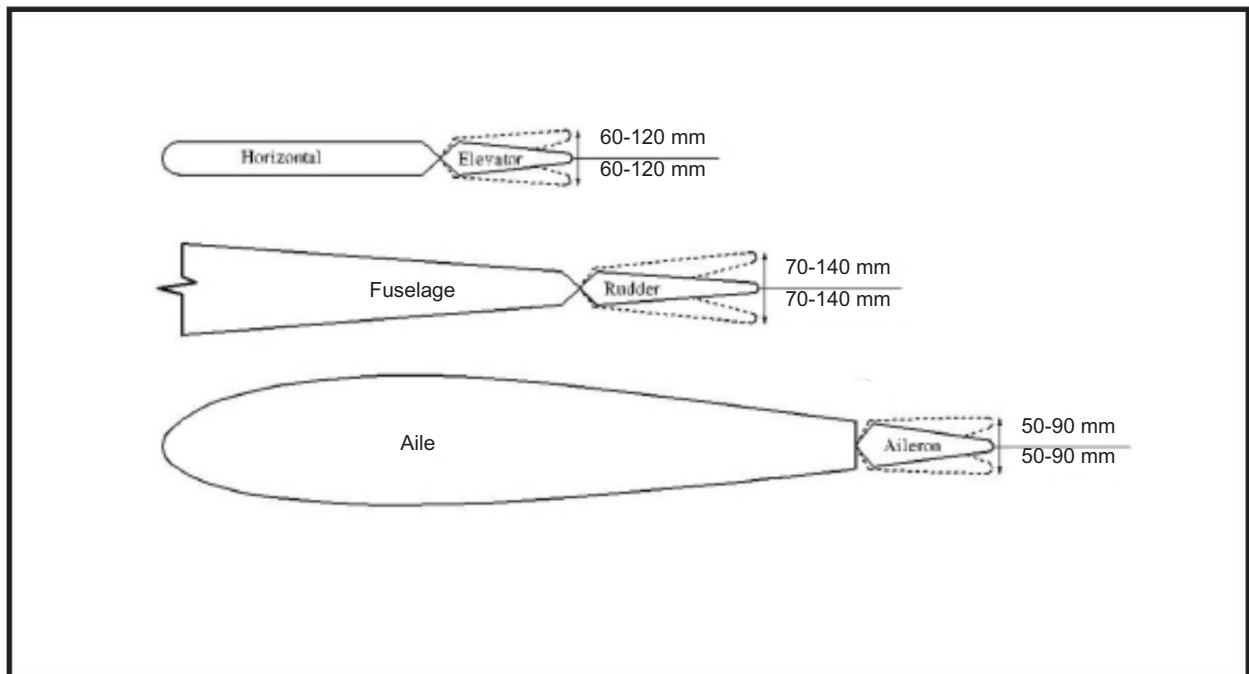 60-120 mm
Horizontal
Elevator
60-120 mm
70-140 mm
Fuselage
Rudder
70-140 mm
50-90 mm
Aile
Aileron
50-90 mm